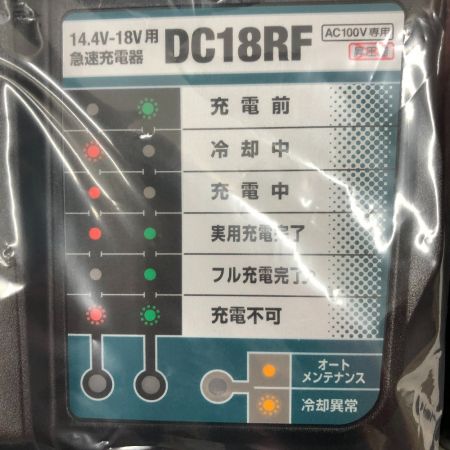 14.4V-18V用
急速充電器 DC18RF AC100V専用
昇圧
充電前
冷却中
充電中
実用充電完了
フル充電完了
充電不可
オート
メンテナンス
冷却異常